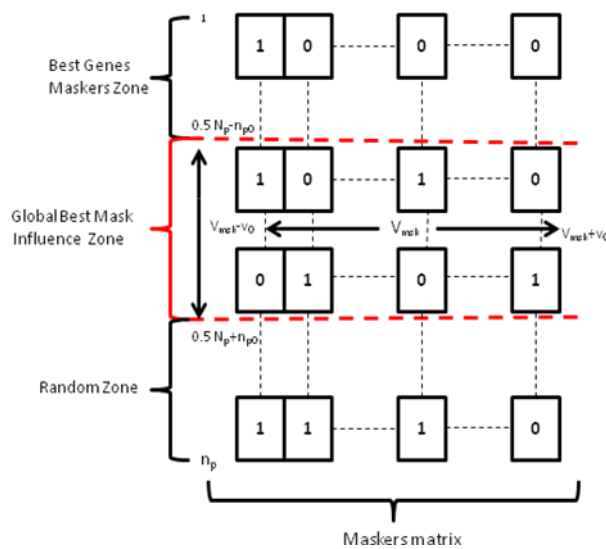 1
1 0 0 0
Best Genes
Maskers Zone
0.5 Np-np0
1 0 1 0
Global Best Mask
Influence Zone
Vmsk-v0 Vmsk Vmsk+v0
0 1 0 1
0.5 Np+np0
Random Zone
1 1 1 0
np
Maskers matrix